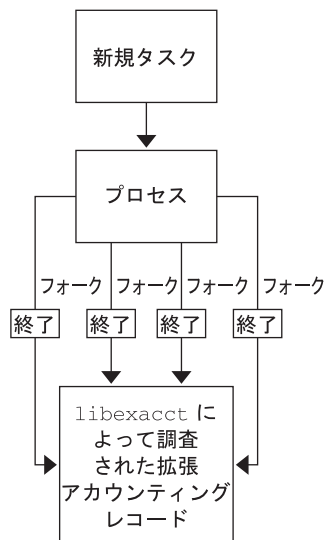 新規タスク
プロセス
フォーク フォーク フォーク フォーク
終了 終了 終了 終了
libexacct に
よって調査
された拡張
アカウンティング
レコード